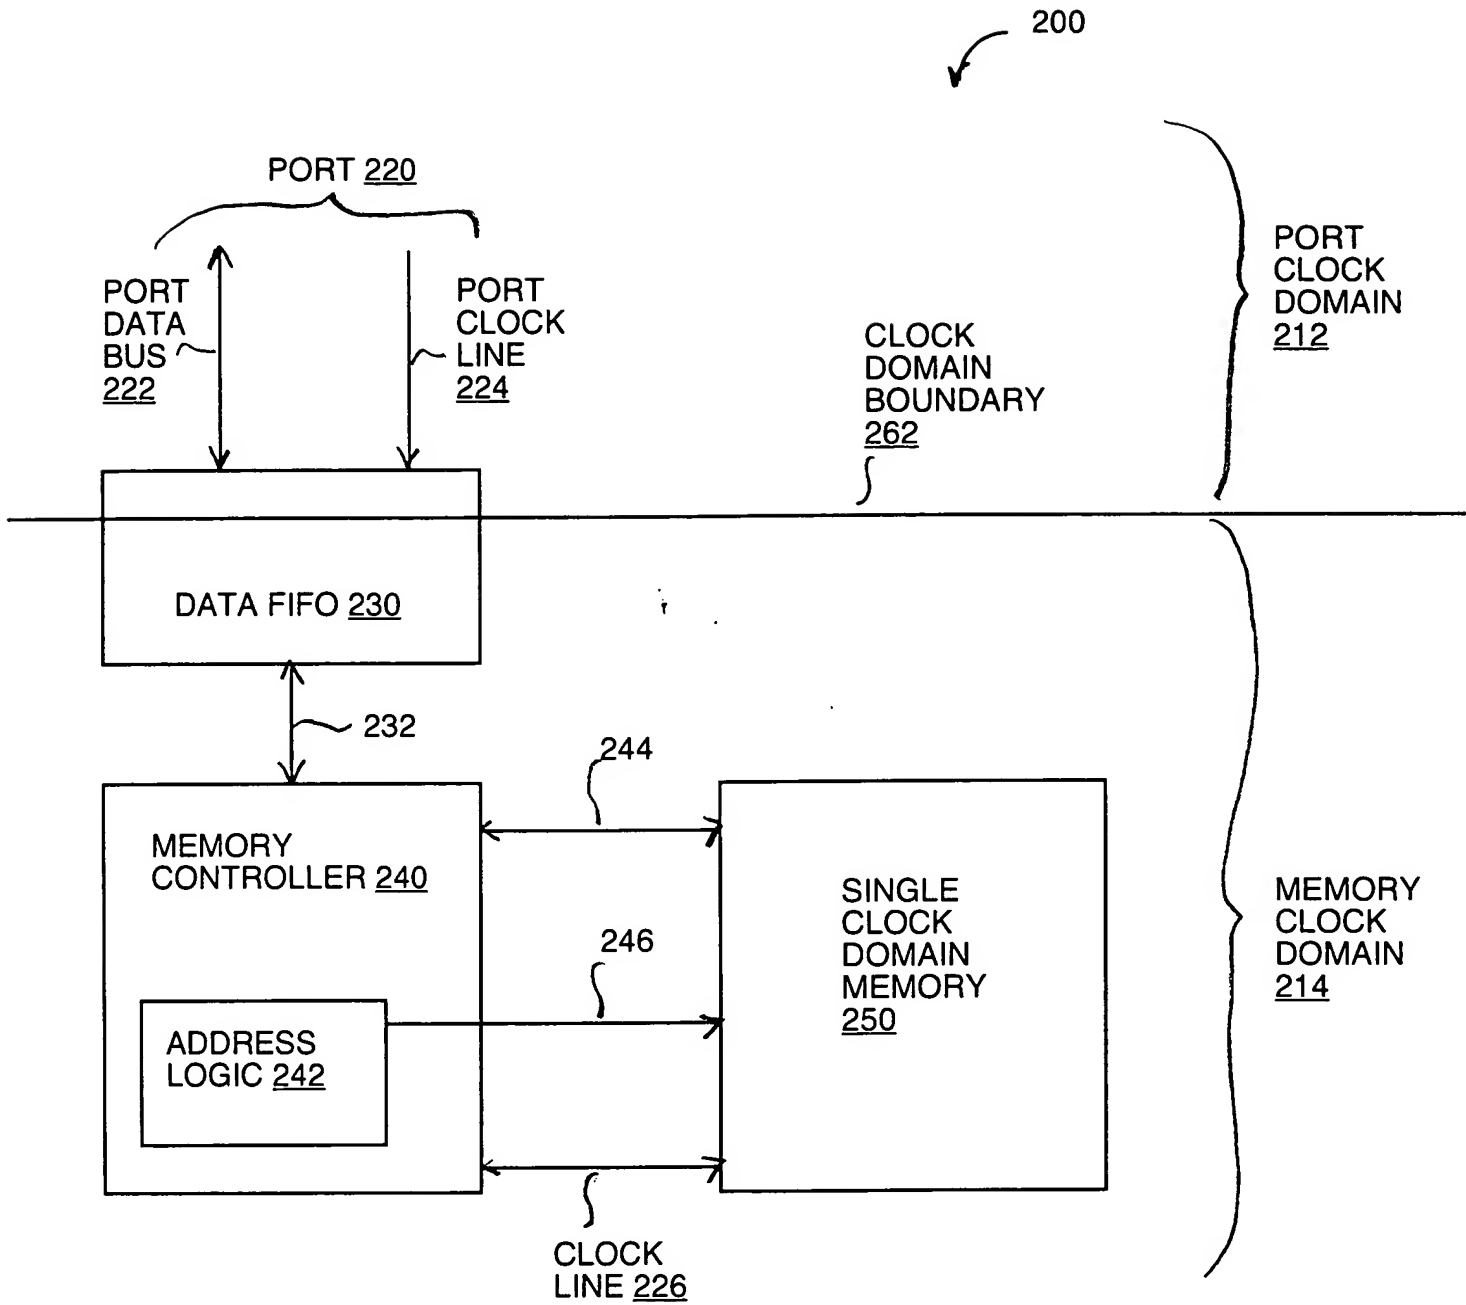 200
PORT 220
PORT
DATA
BUS
222
PORT
CLOCK
LINE
224
CLOCK
DOMAIN
BOUNDARY
262
PORT
CLOCK
DOMAIN
212
DATA FIFO 230
232
244
MEMORY
CONTROLLER 240
246
ADDRESS
LOGIC 242
SINGLE
CLOCK
DOMAIN
MEMORY
250
MEMORY
CLOCK
DOMAIN
214
CLOCK
LINE 226